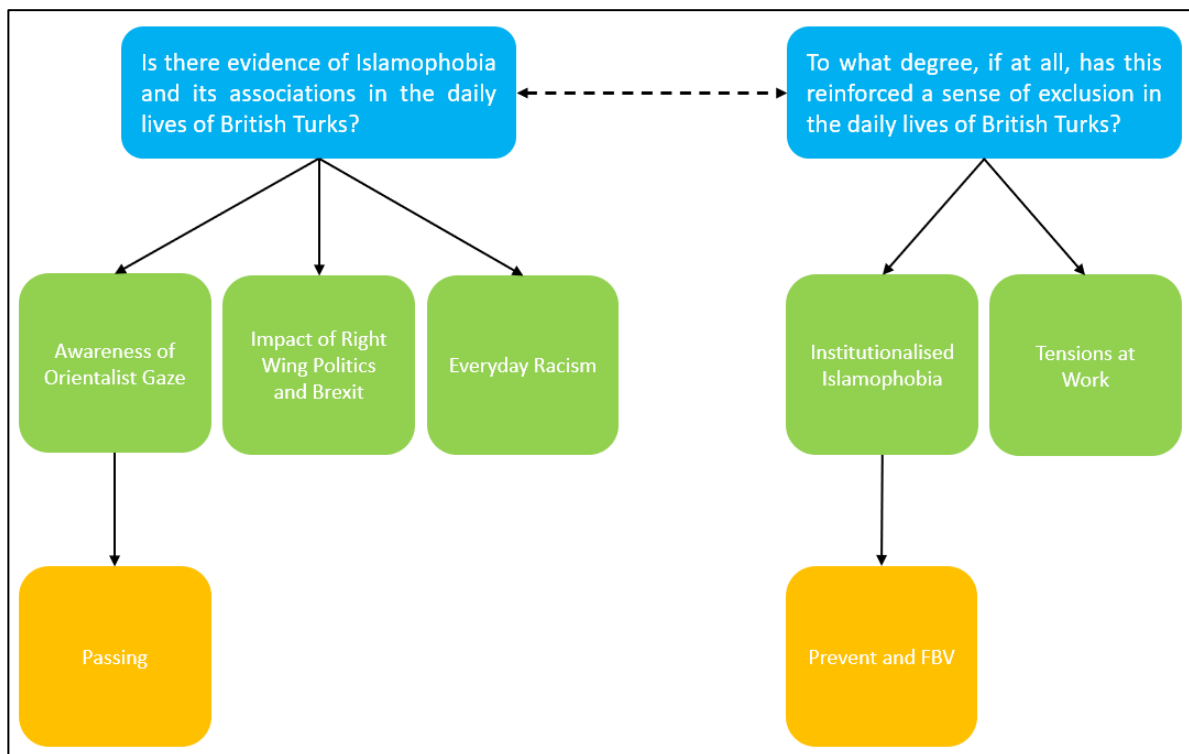 Is there evidence of Islamophobia
and its associations in the daily
lives of British Turks?
To what degree, if at all, has this
reinforced a sense of exclusion in
the daily lives of British Turks?
Awareness of
Orientalist Gaze
Impact of Right
Wing Politics
and Brexit
Everyday Racism
Institutionalised
Islamophobia
Tensions at
Work
Passing
Prevent and FBV